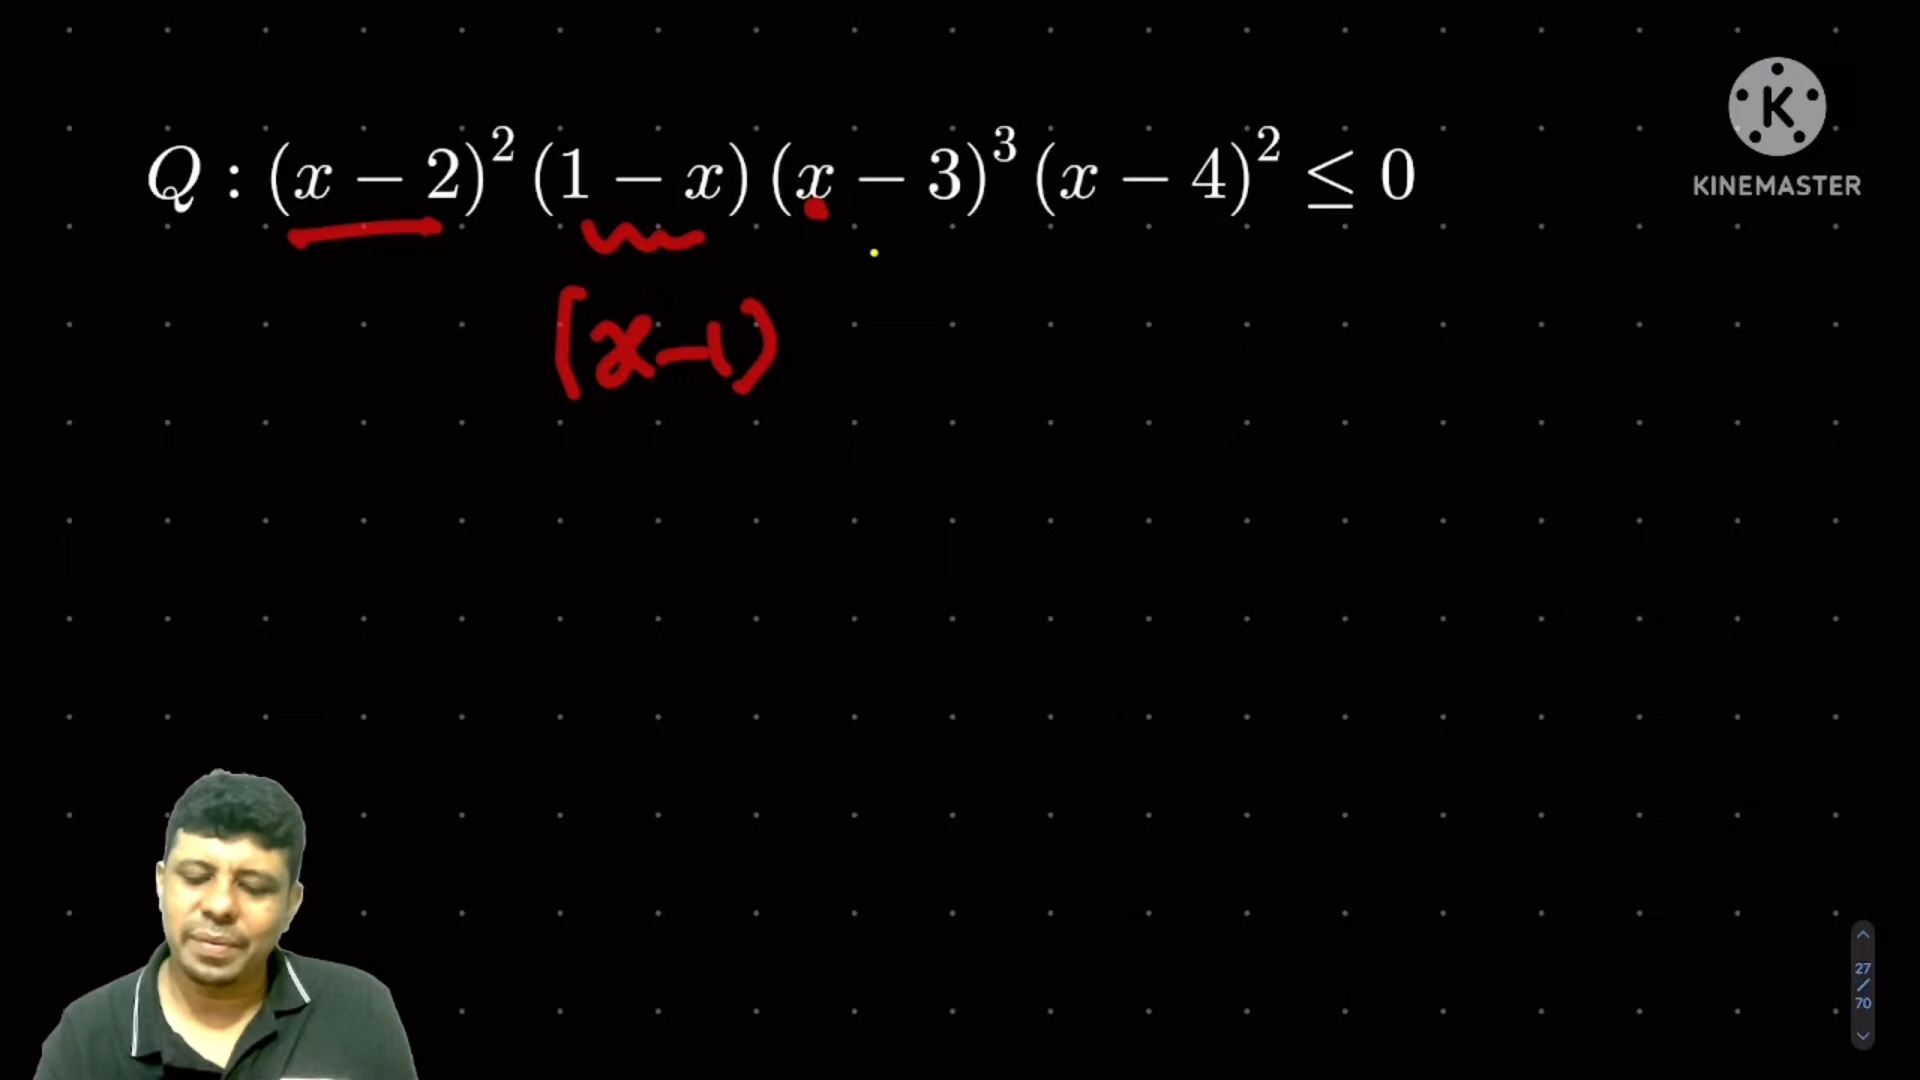 Q : (x − 2)² (1 − x) (x − 3)³ (x − 4)² ≤ 0
(x-1)
K
KINEMASTER
27
/
70